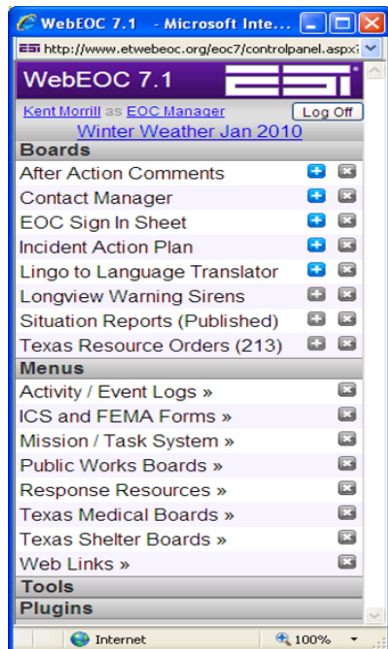 WebEOC 7.1 - Microsoft Inte...
ESi http://www.etwebeoc.org/eoc7/controlpanel.aspx?
WebEOC 7.1 ESi
Kent Morrill as EOC Manager Log Off
Winter Weather Jan 2010
Boards
After Action Comments
Contact Manager
EOC Sign In Sheet
Incident Action Plan
Lingo to Language Translator
Longview Warning Sirens
Situation Reports (Published)
Texas Resource Orders (213)
Menus
Activity / Event Logs »
ICS and FEMA Forms »
Mission / Task System »
Public Works Boards »
Response Resources »
Texas Medical Boards »
Texas Shelter Boards »
Web Links »
Tools
Plugins
Internet 100%